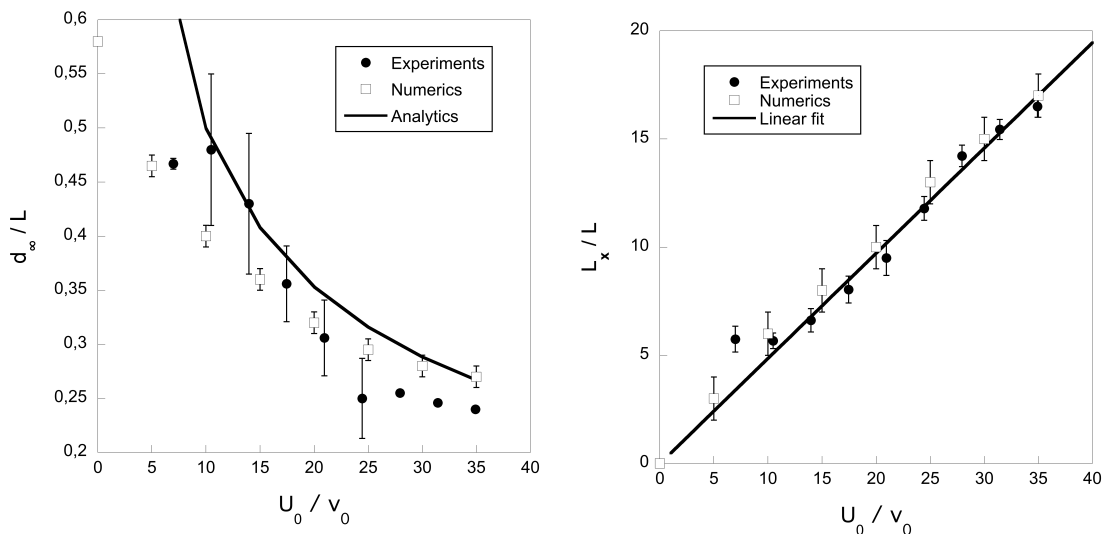 0,6
0,55
0,5
0,45
0,4
0,35
0,3
0,25
0,2
d∞ / L
Experiments
Numerics
Analytics
0 5 10 15 20 25 30 35 40
U0 / v0
20
15
10
5
0
Lx / L
Experiments
Numerics
Linear fit
0 5 10 15 20 25 30 35 40
U0 / v0